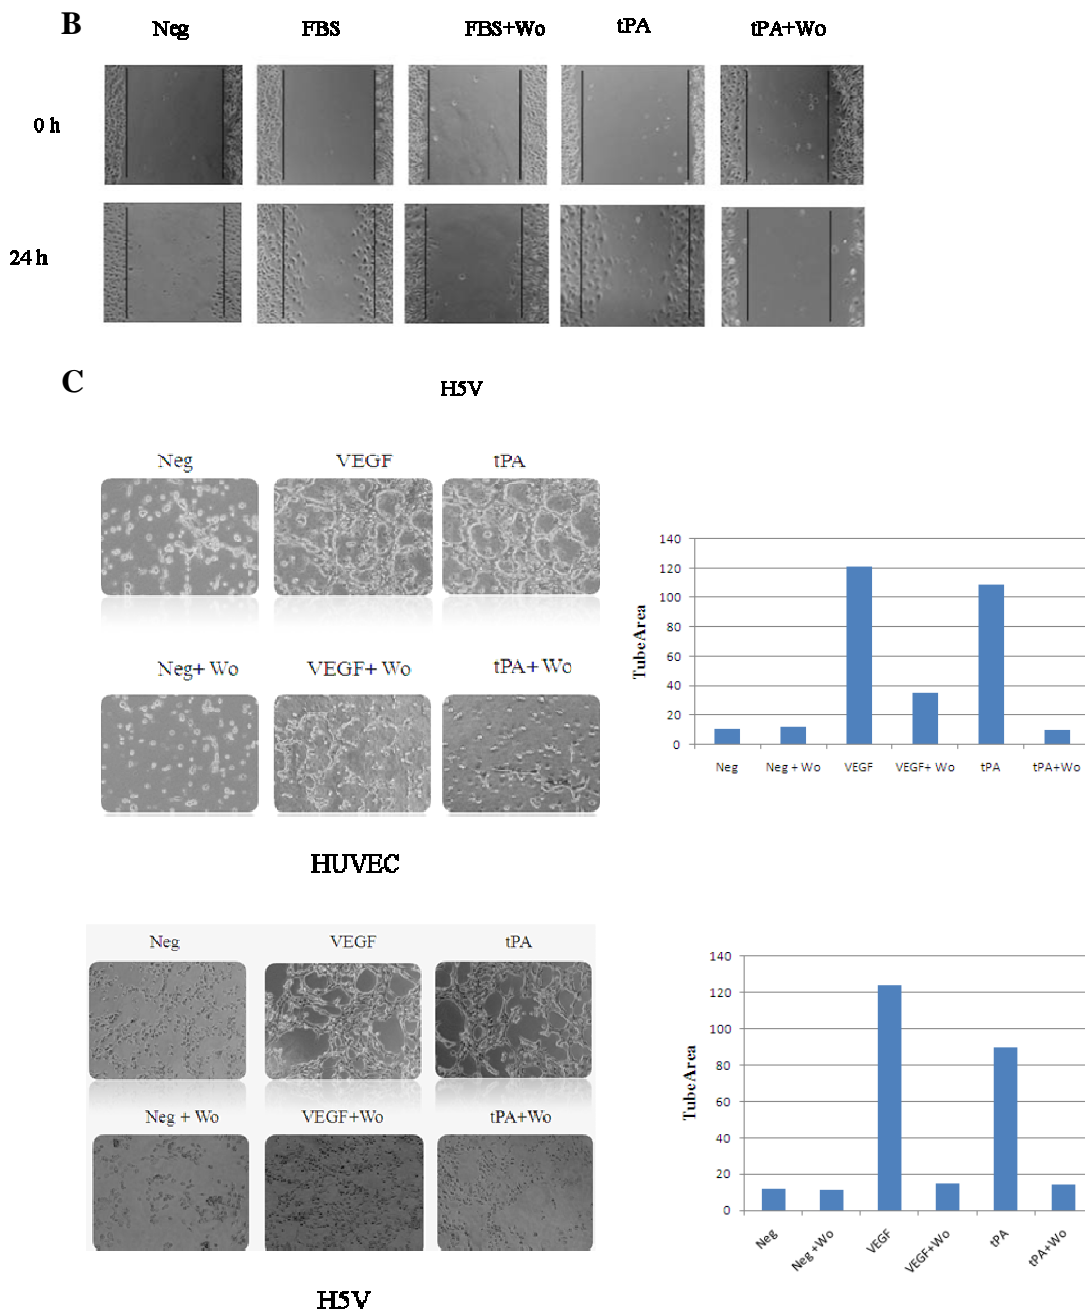 B
Neg FBS FBS+Wo tPA tPA+Wo
0 h
24 h
C
H5V
Neg VEGF tPA
Neg+ Wo VEGF+ Wo tPA+ Wo
TubeArea
140
120
100
80
60
40
20
0
Neg Neg + Wo VEGF VEGF+ Wo tPA tPA+Wo
HUVEC
Neg VEGF tPA
Neg + Wo VEGF+Wo tPA+Wo
TubeArea
140
120
100
80
60
40
20
0
Neg Neg +Wo VEGF VEGF+Wo tPA tPA+Wo
H5V